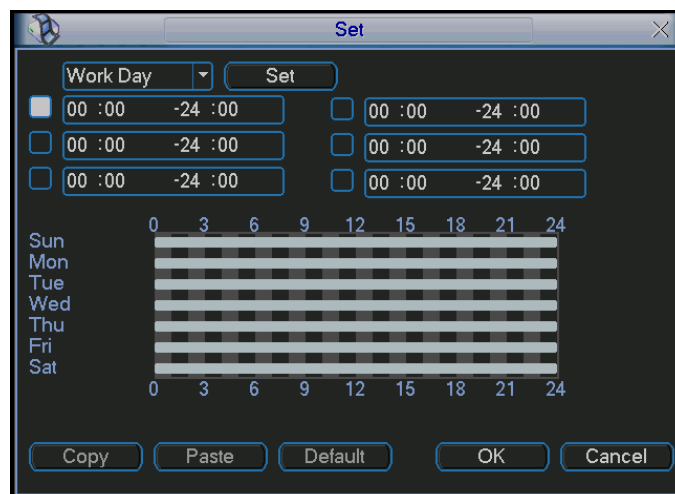 Set
Work Day Set
00 :00 -24 :00 00 :00 -24 :00
00 :00 -24 :00 00 :00 -24 :00
00 :00 -24 :00 00 :00 -24 :00
0 3 6 9 12 15 18 21 24
Sun
Mon
Tue
Wed
Thu
Fri
Sat
0 3 6 9 12 15 18 21 24
Copy Paste Default OK Cancel